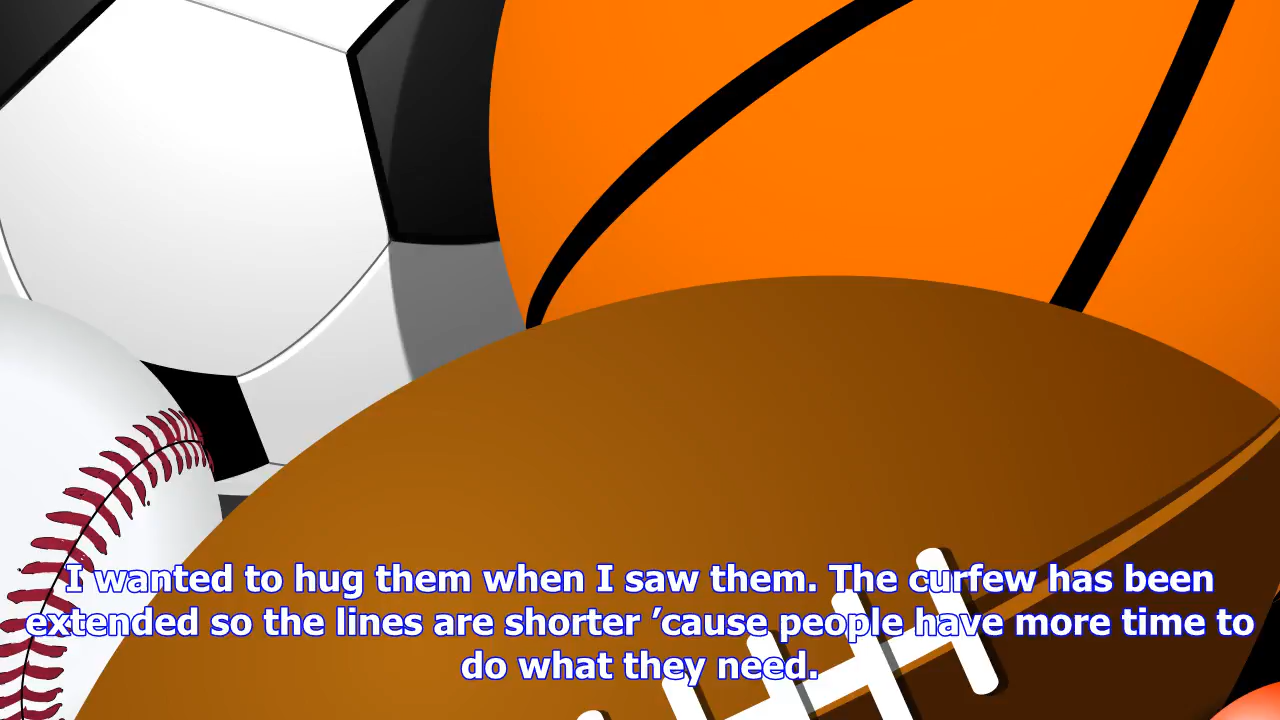 I wanted to hug them when I saw them. The curfew has been
extended so the lines are shorter ’cause people have more time to
do what they need.